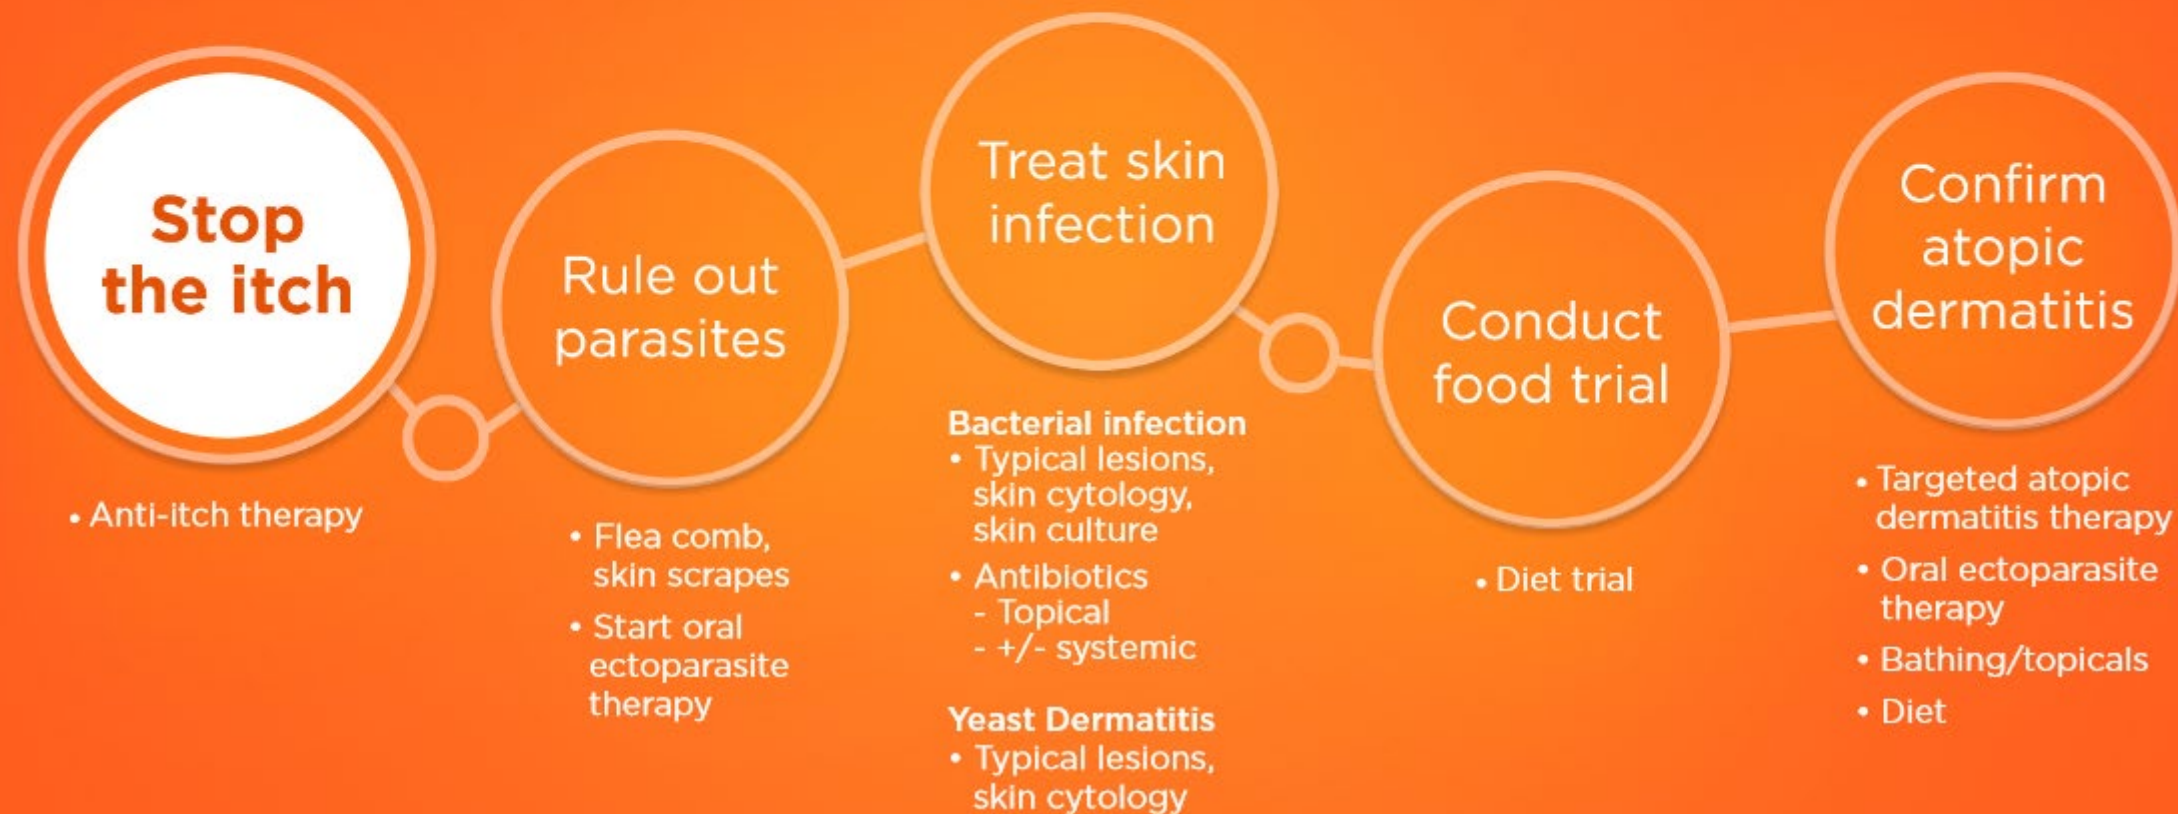 Stop
the itch
• Anti-itch therapy
Rule out
parasites
• Flea comb,
skin scrapes
• Start oral
ectoparasite
therapy
Treat skin
infection
Bacterial infection
• Typical lesions,
skin cytology,
skin culture
• Antibiotics
- Topical
- +/- systemic
Yeast Dermatitis
• Typical lesions,
skin cytology
Conduct
food trial
• Diet trial
Confirm
atopic
dermatitis
• Targeted atopic
dermatitis therapy
• Oral ectoparasite
therapy
• Bathing/topicals
• Diet